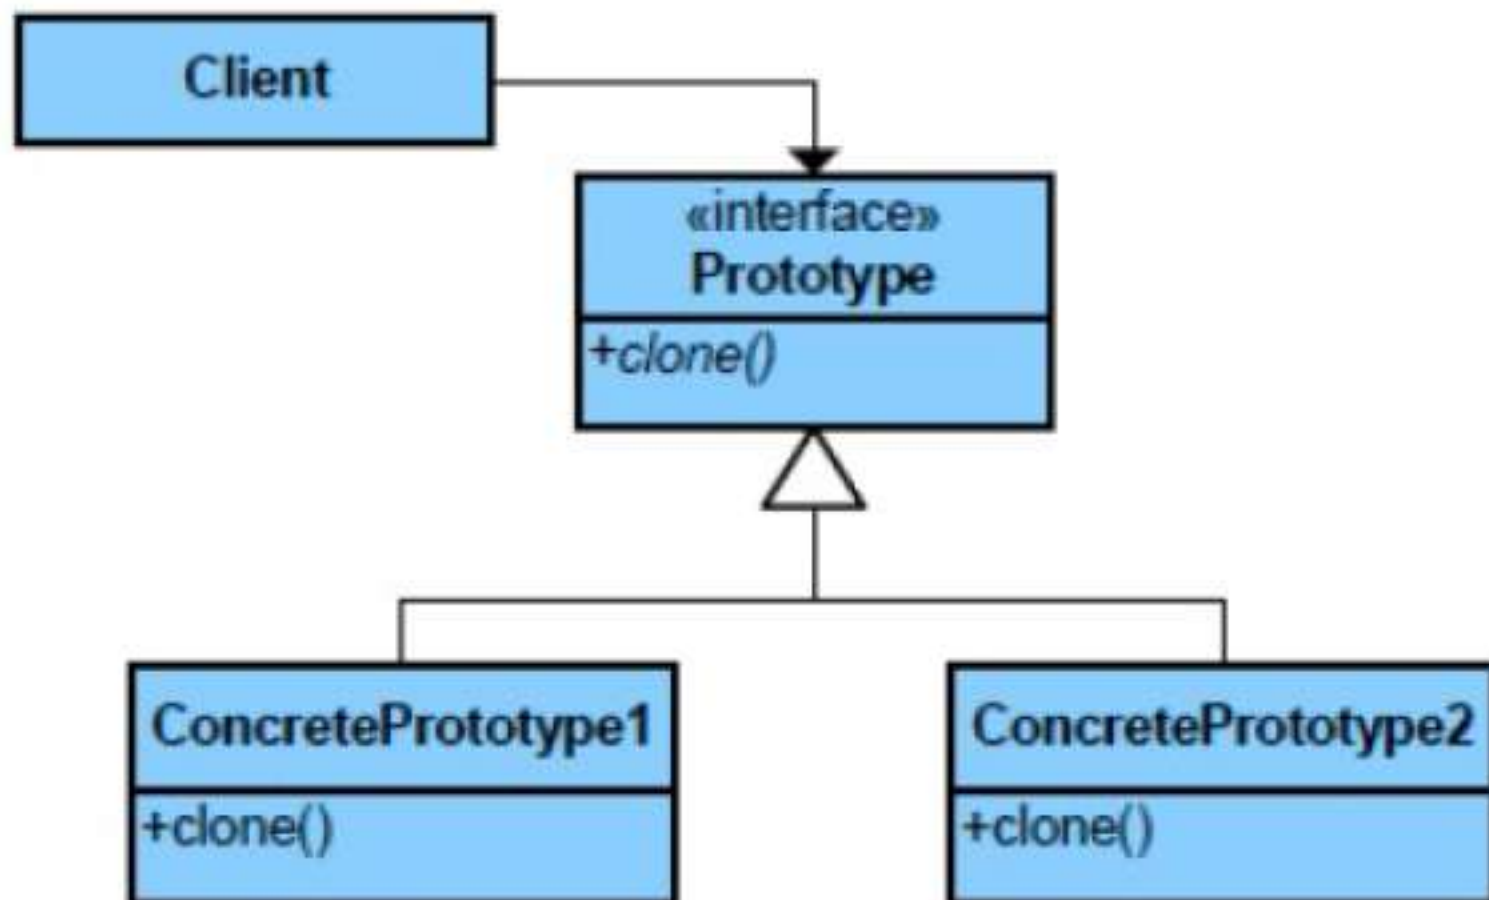 Client
«interface»
Prototype
+clone()
ConcretePrototype1
+clone()
ConcretePrototype2
+clone()